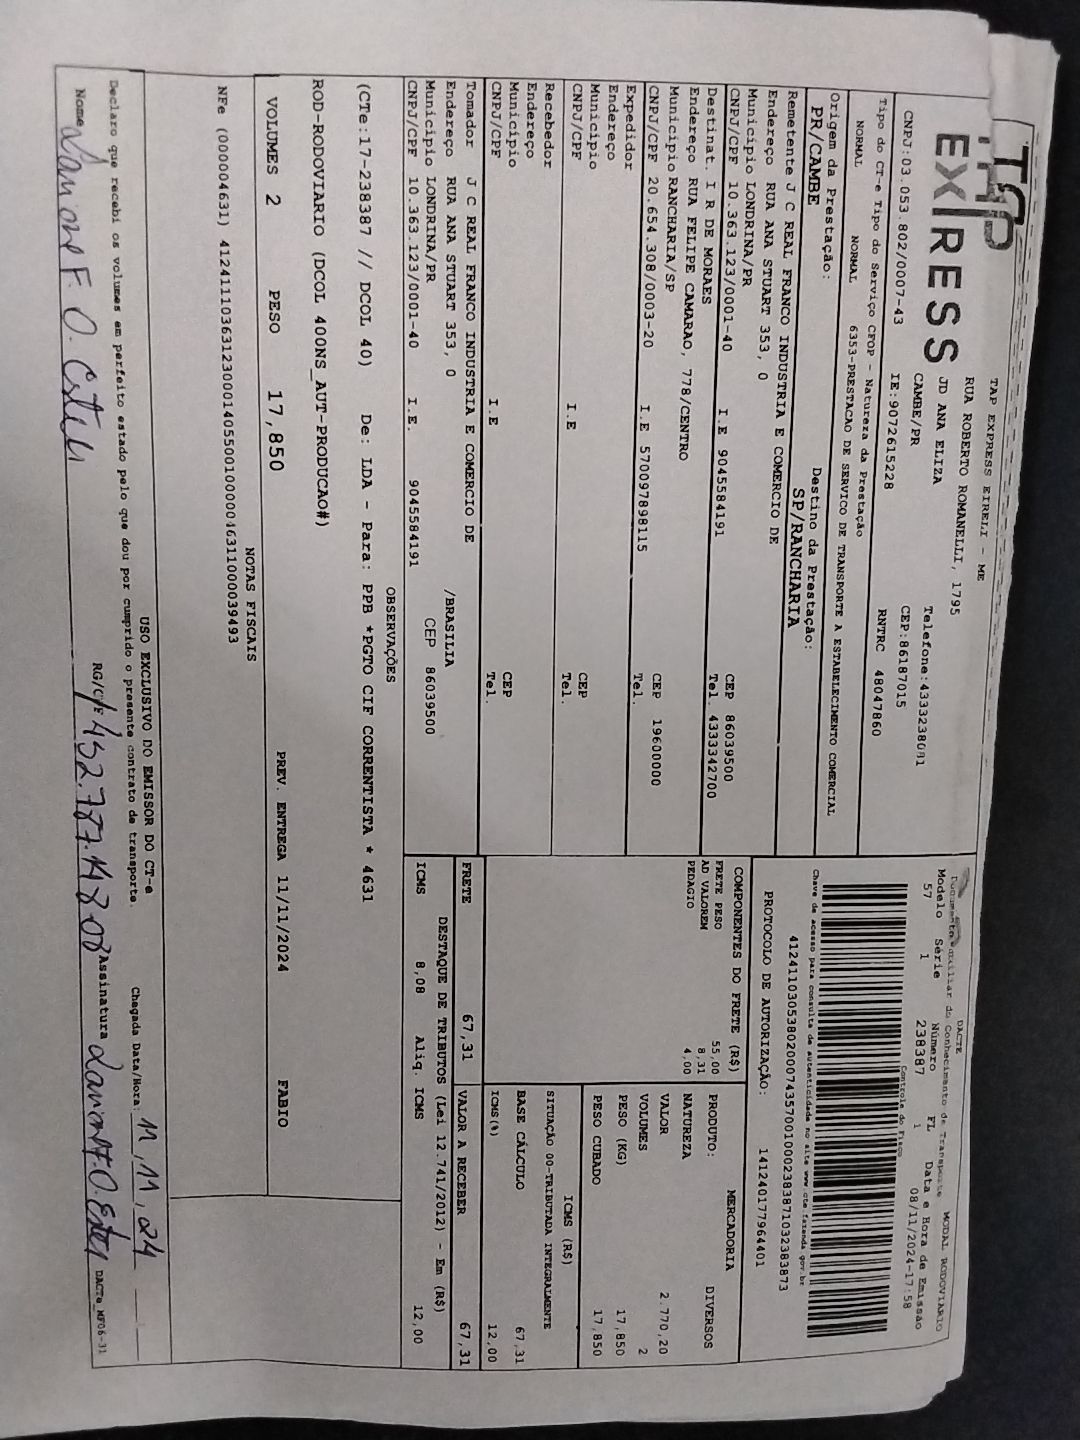 TAP EXPRESS
TAP EXPRESS EIRELI - ME
RUA ROBERTO ROMANELLI, 1795
JD ANA ELIZA Telefone:4333238081
CAMBE/PR CEP:86187015
CNPJ:03.053.802/0007-43 IE:9072615228 RNTRC 48047860
Tipo do CT-e Tipo do Serviço CFOP - Natureza da Prestação
NORMAL NORMAL 6353-PRESTACAO DE SERVICO DE TRANSPORTE A ESTABELECIMENTO COMERCIAL
Origem da Prestação: Destino da Prestação:
PR/CAMBE SP/RANCHARIA
DACTE
Documento Auxiliar do Conhecimento de Transporte MODAL RODOVIARIO
Modelo Série Número FL Data e Hora de Emissão
57 1 238387 1 08/11/2024-17:58
Controle do Fisco
Chave de acesso para consulta de autenticidade no site www.cte.fazenda.gov.br
PROTOCOLO DE AUTORIZAÇÃO: 141240177964401
Remetente J C REAL FRANCO INDUSTRIA E COMERCIO DE
Endereço RUA ANA STUART 353, 0
Município LONDRINA/PR CEP 86039500
CNPJ/CPF 10.363.123/0001-40 I.E 9045584191 Tel. 4333342700
Destinat. I R DE MORAES
Endereço RUA FELIPE CAMARAO, 778/CENTRO
Município RANCHARIA/SP CEP 19600000
CNPJ/CPF 20.654.308/0003-20 I.E 570097898115 Tel.
Expedidor
Endereço
Município CEP
CNPJ/CPF I.E Tel.
Recebedor
Endereço
Município CEP
CNPJ/CPF I.E Tel.
Tomador J C REAL FRANCO INDUSTRIA E COMERCIO DE
Endereço RUA ANA STUART 353, 0 /BRASILIA
Município LONDRINA/PR CEP 86039500
CNPJ/CPF 10.363.123/0001-40 I.E. 9045584191
COMPONENTES DO FRETE (R$)
FRETE PESO 55,00
AD VALOREM 8,31
PEDAGIO 4,00
MERCADORIA
PRODUTO: DIVERSOS
NATUREZA
VALOR 2.770,20
VOLUMES 2
PESO (KG) 17,850
PESO CUBADO 17,850
ICMS (R$)
SITUAÇÃO 00-TRIBUTADA INTEGRALMENTE
BASE CÁLCULO 67,31
ICMS(%) 12,00
FRETE 67,31 VALOR A RECEBER 67,31
DESTAQUE DE TRIBUTOS (Lei 12.741/2012) - Em (R$)
ICMS 8,08 Aliq. ICMS 12,00
OBSERVAÇÕES
(CTe:17-238387 // DCOL 40) De: LDA - Para: PPB *PGTO CIF CORRENTISTA * 4631
ROD-RODOVIARIO (DCOL 400NS_AUT-PRODUCAO#)
VOLUMES 2 PESO 17,850 PREV. ENTREGA 11/11/2024 FABIO
NOTAS FISCAIS
NFe (000004631)
USO EXCLUSIVO DO EMISSOR DO CT-e
Declaro que recebi os volumes em perfeito estado pelo que dou por cumprido o presente contrato de transporte. Chegada Data/Hora: 11, 11, 24
Nome F. O. RG/CPF 452.787.148 08 Assinatura F. O. DACTe_MF06-31